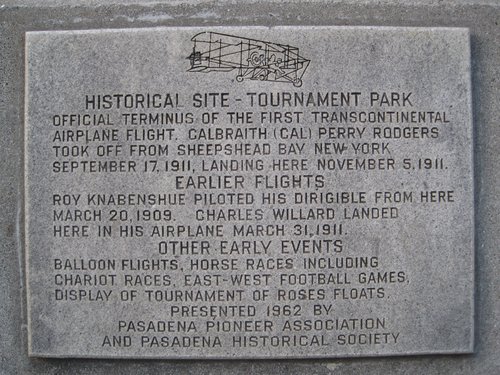 HISTORICAL SITE - TOURNAMENT PARK
OFFICIAL TERMINUS OF THE FIRST TRANSCONTINENTAL
AIRPLANE FLIGHT. CALBRAITH (CAL) PERRY RODGERS
TOOK OFF FROM SHEEPSHEAD BAY NEW YORK
SEPTEMBER 17, 1911, LANDING HERE NOVEMBER 5, 1911.
EARLIER FLIGHTS
ROY KNABENSHUE PILOTED HIS DIRIGIBLE FROM HERE
MARCH 20, 1909. CHARLES WILLARD LANDED
HERE IN HIS AIRPLANE MARCH 31, 1911.
OTHER EARLY EVENTS
BALLOON FLIGHTS, HORSE RACES INCLUDING
CHARIOT RACES, EAST-WEST FOOTBALL GAMES,
DISPLAY OF TOURNAMENT OF ROSES FLOATS.
PRESENTED 1962 BY
PASADENA PIONEER ASSOCIATION
AND PASADENA HISTORICAL SOCIETY